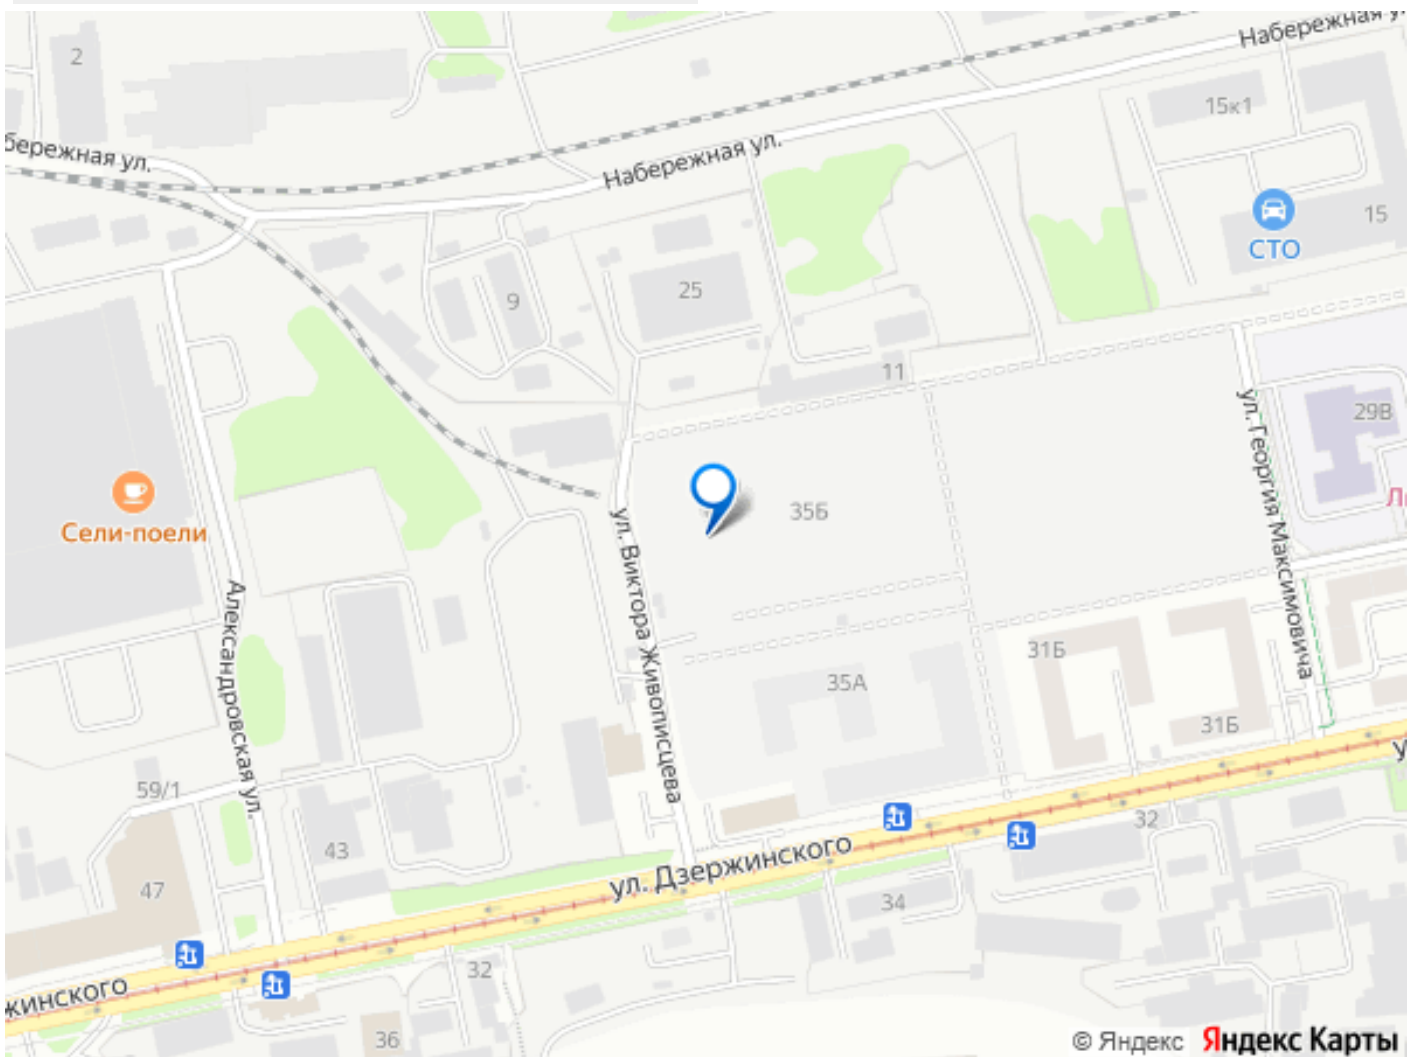 Набережная у.
2
15к1
бережная ул.
Набережная ул.
15
СТО
25
9
11
ул. Георгия Максимовича
29В
Сели-поели
35Б
ул. Виктора Живописцева
Александровская ул.
31Б
35А
31Б
59/1
43
32
ул. Дзержинского
47
34
32
жинского
36
© Яндекс Яндекс Карты